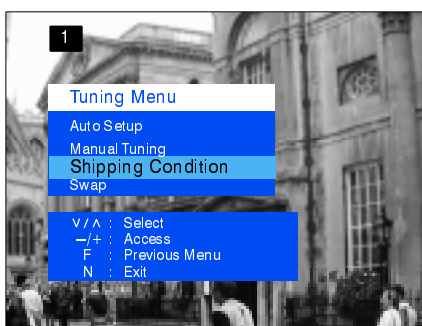 1
Tuning Menu
Auto Setup
Manual Tuning
Shipping Condition
Swap
∨/∧ : Select
−/+ : Access
F : Previous Menu
N : Exit